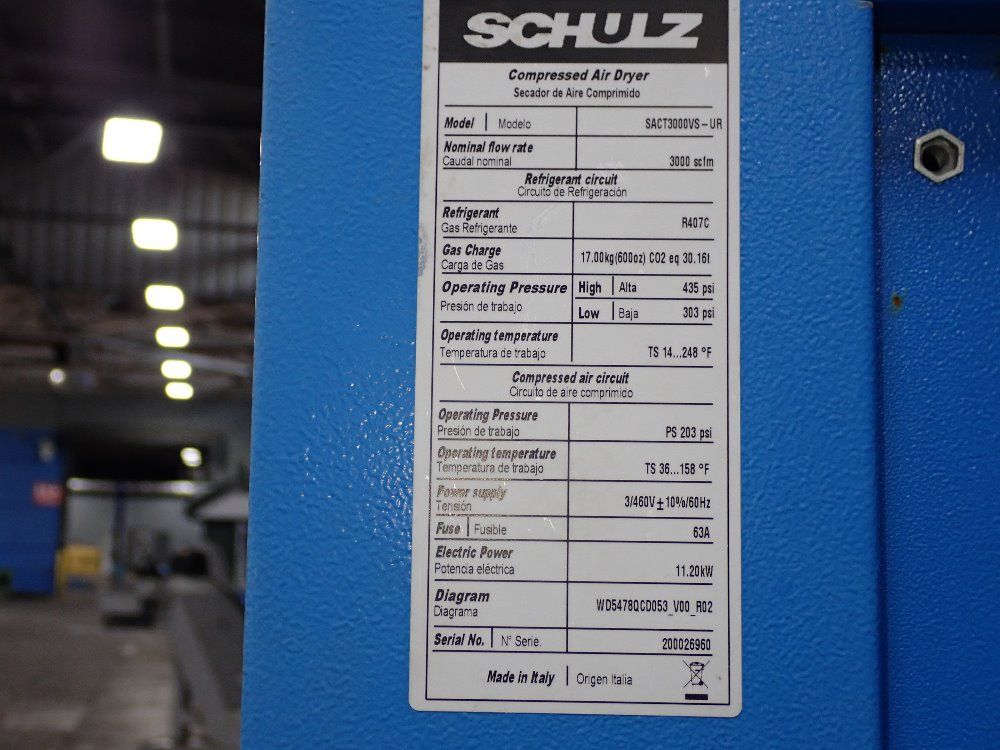 SCHULZ
Compressed Air Dryer
Secador de Aire Comprimido
Model | Modelo SACT3000VS-UR
Nominal flow rate
Caudal nominal 3000 scfm
Refrigerant circuit
Circuito de Refrigeración
Refrigerant
Gas Refrigerante R407C
Gas Charge
Carga de Gas 17.00kg(600oz) CO2 eq 30.16t
Operating Pressure High | Alta 435 psi
Presión de trabajo Low | Baja 303 psi
Operating temperature
Temperatura de trabajo TS 14...248 °F
Compressed air circuit
Circuito de aire comprimido
Operating Pressure
Presión de trabajo PS 203 psi
Operating temperature
Temperatura de trabajo TS 36...158 °F
Power supply
Tensión 3/460V±10%/60Hz
Fuse | Fusible 63A
Electric Power
Potencia eléctrica 11.20kW
Diagram
Diagrama WD5478QCD053_V00_R02
Serial No. | N° Serie. 200026960
Made in Italy | Origen Italia